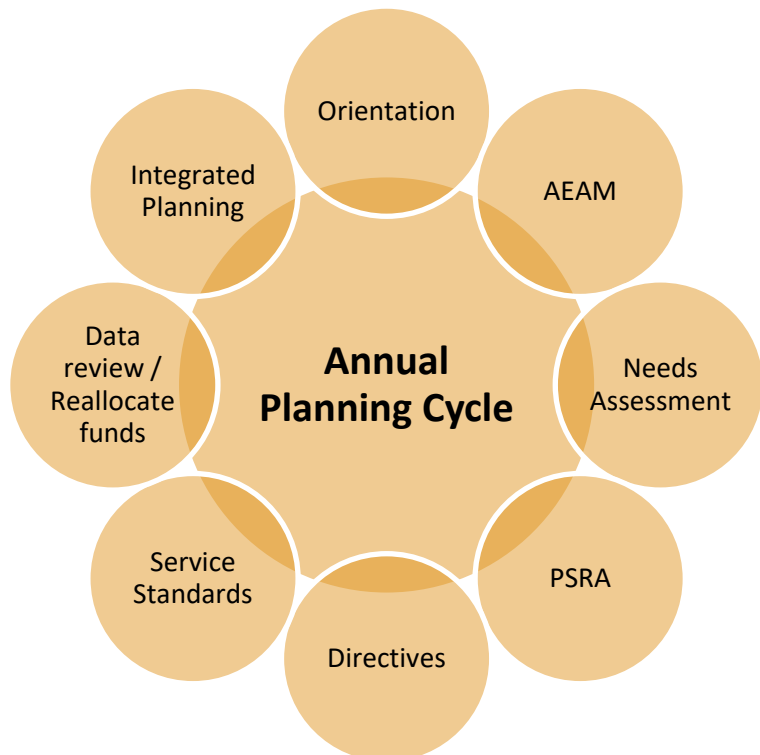 Orientation
AEAM
Needs
Assessment
PSRA
Directives
Service
Standards
Data
review /
Reallocate
funds
Integrated
Planning
Annual
Planning Cycle